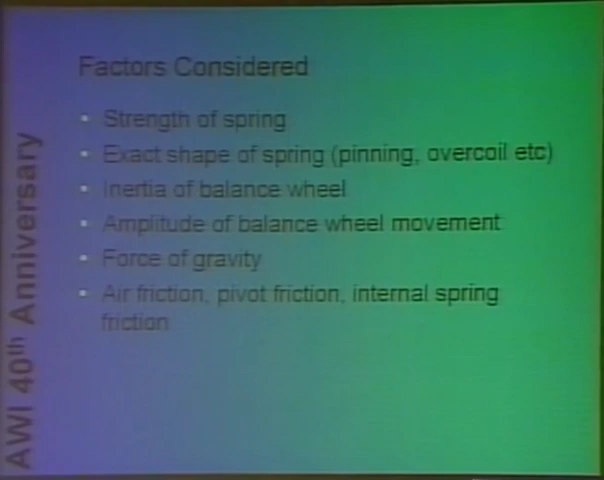 Factors Considered
• Strength of spring
• Exact shape of spring (pinning, overcoil etc)
• Inertia of balance wheel
• Amplitude of balance wheel movement
• Force of gravity
• Air friction, pivot friction, internal spring
friction
AWI 40th Anniversary